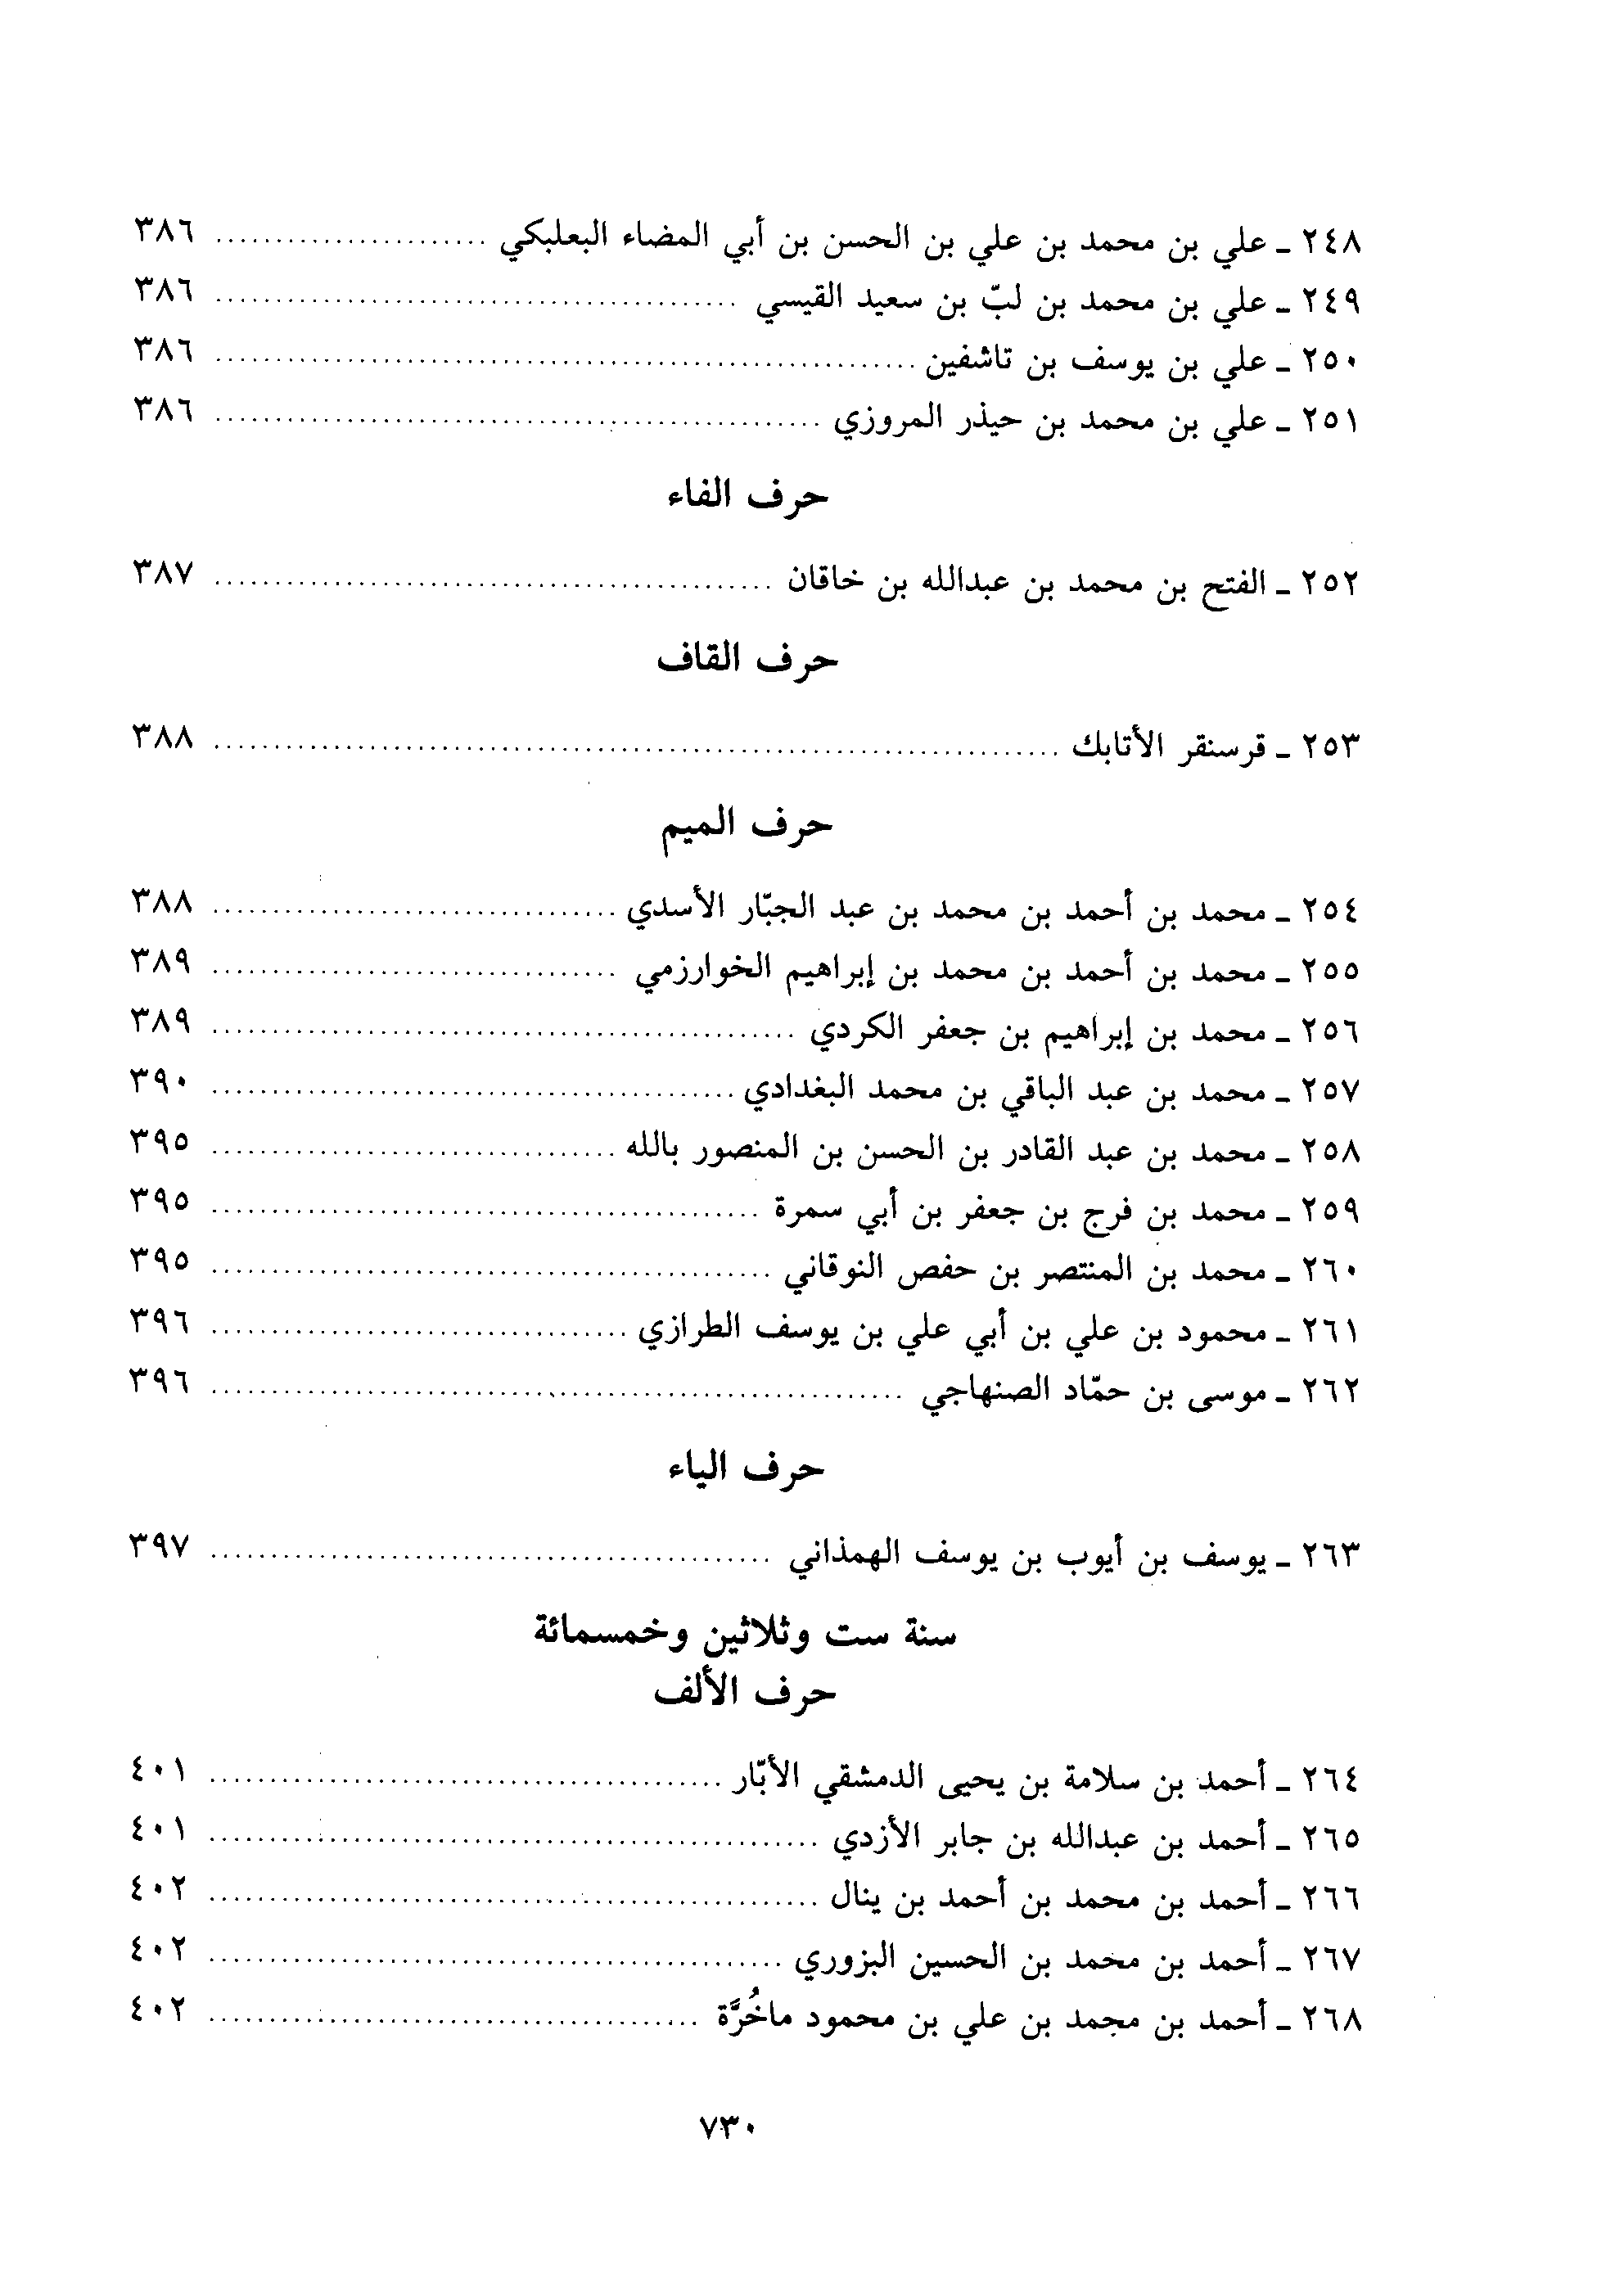 ٢٤٨ ـ علي بن محمد بن علي بن الحسن بن أبي المضاء البعلبكي ........................ ٣٨٦
٢٤٩ ـ علي بن محمد بن لبّ بن سعيد القيسي ........................ ٣٨٦
٢٥٠ ـ علي بن يوسف بن تاشفين ........................ ٣٨٦
٢٥١ ـ علي بن محمد بن حيذر المروزي ........................ ٣٨٦
حرف الفاء
٢٥٢ ـ الفتح بن محمد بن عبدالله بن خاقان ........................ ٣٨٧
حرف القاف
٢٥٣ ـ قرسنقر الأتابك ........................ ٣٨٨
حرف الميم
٢٥٤ ـ محمد بن أحمد بن محمد بن عبد الجبّار الأسدي ........................ ٣٨٨
٢٥٥ ـ محمد بن أحمد بن محمد بن إبراهيم الخوارزمي ........................ ٣٨٩
٢٥٦ ـ محمد بن إبراهيم بن جعفر الكردي ........................ ٣٨٩
٢٥٧ ـ محمد بن عبد الباقي بن محمد البغدادي ........................ ٣٩٠
٢٥٨ ـ محمد بن عبد القادر بن الحسن بن المنصور بالله ........................ ٣٩٥
٢٥٩ ـ محمد بن فرج بن جعفر بن أبي سمرة ........................ ٣٩٥
٢٦٠ ـ محمد بن المنتصر بن حفص النوقاني ........................ ٣٩٥
٢٦١ ـ محمود بن علي بن أبي علي بن يوسف الطرازي ........................ ٣٩٦
٢٦٢ ـ موسى بن حمّاد الصنهاجي ........................ ٣٩٦
حرف الياء
٢٦٣ ـ يوسف بن أيوب بن يوسف الهمذاني ........................ ٣٩٧
سنة ست وثلاثين وخمسمائة
حرف الألف
٢٦٤ ـ أحمد بن سلامة بن يحيى الدمشقي الأبّار ........................ ٤٠١
٢٦٥ ـ أحمد بن عبدالله بن جابر الأزدي ........................ ٤٠١
٢٦٦ ـ أحمد بن محمد بن أحمد بن ينال ........................ ٤٠٢
٢٦٧ ـ أحمد بن محمد بن الحسين البزوري ........................ ٤٠٢
٢٦٨ ـ أحمد بن محمد بن علي بن محمود ماخُرَّة ........................ ٤٠٢
٧٣٠